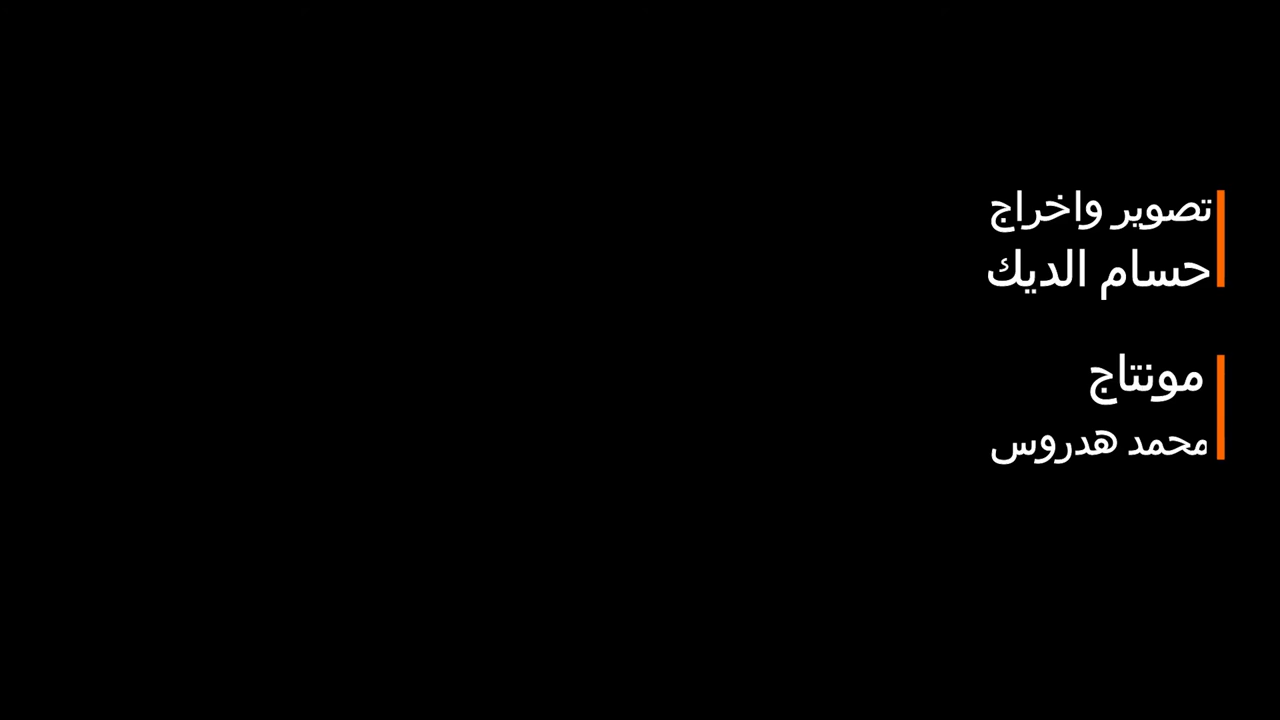 تصوير واخراج
حسام الديك
مونتاج
محمد هدروس